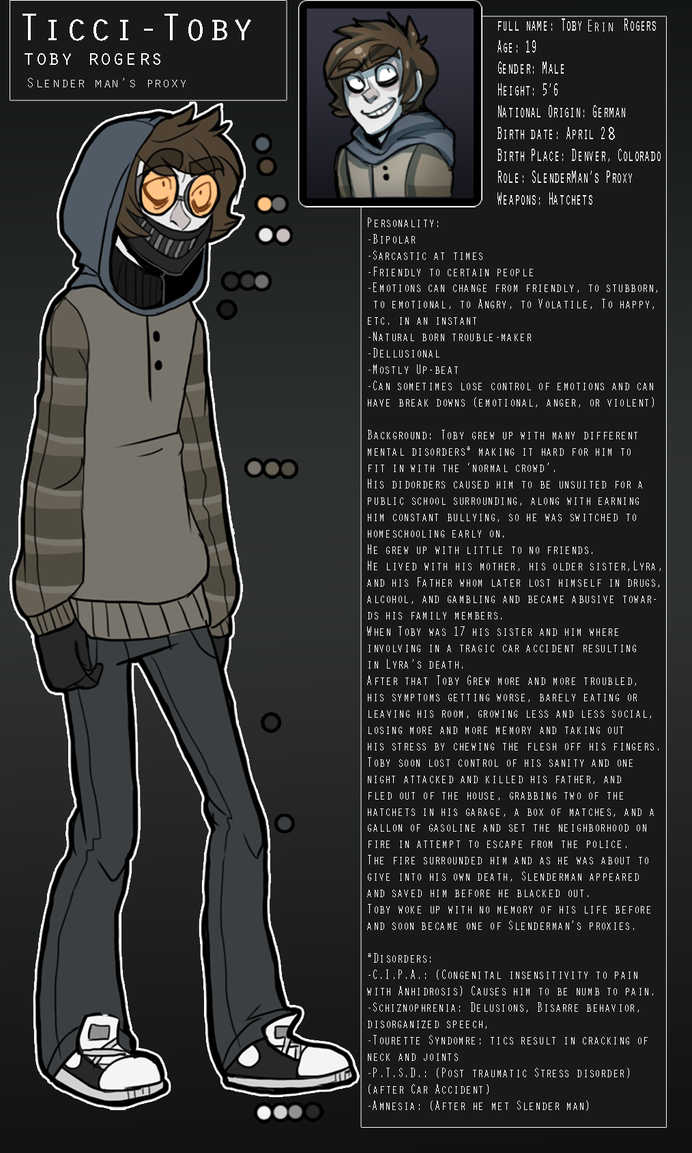 Ticci-Toby
Toby Rogers
Slender man's proxy
Full name: Toby Erin Rogers
Age: 19
Gender: Male
Height: 5'6
National Origin: German
Birth date: April 28
Birth Place: Denver, Colorado
Role: SlenderMan's Proxy
Weapons: Hatchets
Personality:
-Bipolar
-Sarcastic at times
-Friendly to certain people
-Emotions can change from friendly, to stubborn,
to emotional, to Angry, to Volatile, To happy,
etc. in an instant
-Natural born trouble-maker
-Dellusional
-Mostly Up-beat
-Can sometimes lose control of emotions and can
have break downs (emotional, anger, or violent)
Background: Toby grew up with many different
mental disorders* making it hard for him to
fit in with the 'normal crowd'.
His didorders caused him to be unsuited for a
public school surrounding, along with earning
him constant bullying, so he was switched to
homeschooling early on.
He grew up with little to no friends.
He lived with his mother, his older sister,Lyra,
and his Father whom later lost himself in drugs,
alcohol, and gambling and became abusive towar-
ds his family members.
When Toby was 17 his sister and him where
involving in a tragic car accident resulting
in Lyra's death.
After that Toby Grew more and more troubled,
his symptoms getting worse, barely eating or
leaving his room, growing less and less social,
losing more and more memory and taking out
his stress by chewing the flesh off his fingers.
Toby soon lost control of his sanity and one
night attacked and killed his father, and
fled out of the house, grabbing two of the
hatchets in his garage, a box of matches, and a
gallon of gasoline and set the neighborhood on
fire in attempt to escape from the police.
The fire surrounded him and as he was about to
give into his own death, Slenderman appeared
and saved him before he blacked out.
Toby woke up with no memory of his life before
and soon became one of Slenderman's proxies.
*Disorders:
-C.I.P.A.: (Congenital insensitivity to pain
with Anhidrosis) Causes him to be numb to pain.
-Schiznophrenia: Delusions, Bisarre behavior,
disorganized speech,
-Tourette Syndomre: tics result in cracking of
neck and joints
-P.T.S.D.: (Post traumatic Stress disorder)
(after Car Accident)
-Amnesia: (After he met Slender man)